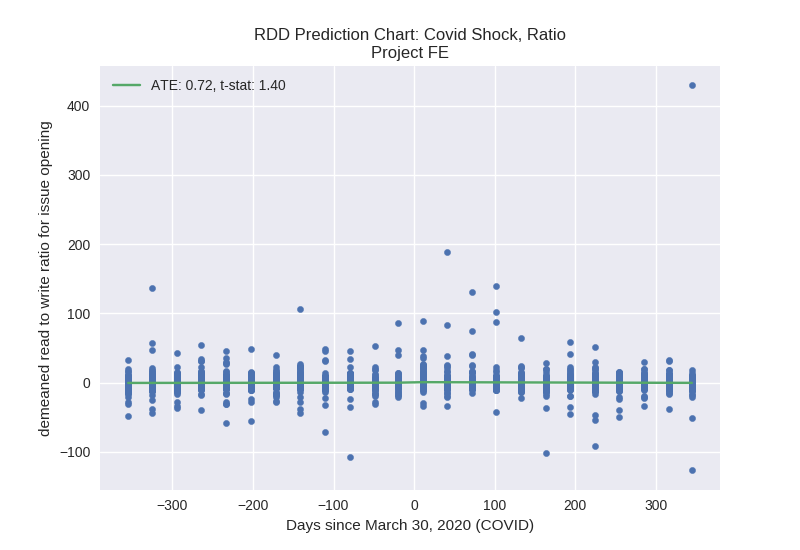 RDD Prediction Chart: Covid Shock, Ratio
Project FE
ATE: 0.72, t-stat: 1.40
demeaned read to write ratio for issue opening
400
300
200
100
0
−100
−300
−200
−100
0
100
200
300
Days since March 30, 2020 (COVID)